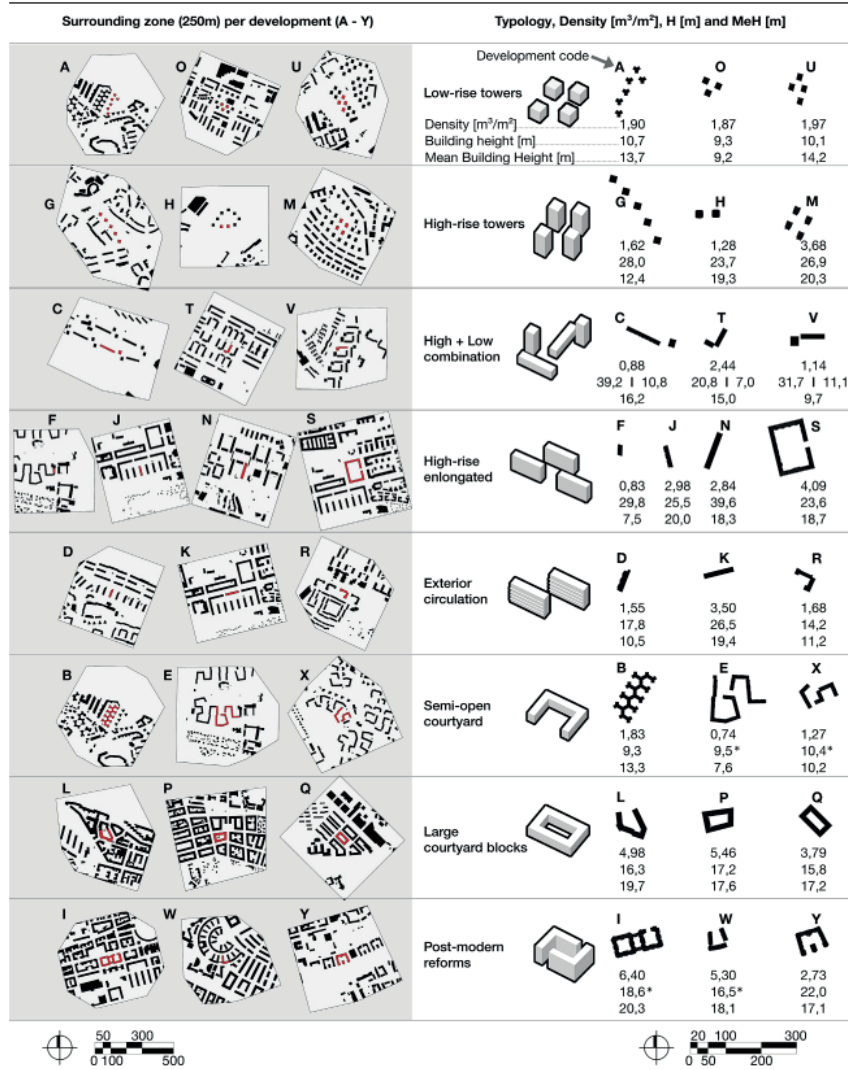 Surrounding zone (250m) per development (A - Y)
Typology, Density [m³/m²], H [m] and MeH [m]
A O U
Development code
A O U
Low-rise towers
Density [m³/m²] 1,90 1,87 1,97
Building height [m] 10,7 9,3 10,1
Mean Building Height [m] 13,7 9,2 14,2
G H M
High-rise towers
G H M
1,62 1,28 3,68
28,0 23,7 26,9
12,4 19,3 20,3
C T V
High + Low
combination
C T V
0,88 2,44 1,14
39,2 I 10,8 20,8 I 7,0 31,7 I 11,1
16,2 15,0 9,7
F J N S
High-rise
enlongated
F J N S
0,83 2,98 2,84 4,09
29,8 25,5 39,6 23,6
7,5 20,0 18,3 18,7
D K R
Exterior
circulation
D K R
1,55 3,50 1,68
17,8 26,5 14,2
10,5 19,4 11,2
B E X
Semi-open
courtyard
B E X
1,83 0,74 1,27
9,3 9,5* 10,4*
13,3 7,6 10,2
L P Q
Large
courtyard blocks
L P Q
4,98 5,46 3,79
16,3 17,2 15,8
19,7 17,6 17,2
I W Y
Post-modern
reforms
I W Y
6,40 5,30 2,73
18,6* 16,5* 22,0
20,3 18,1 17,1
50 300
0 100 500
20 100 300
0 50 200